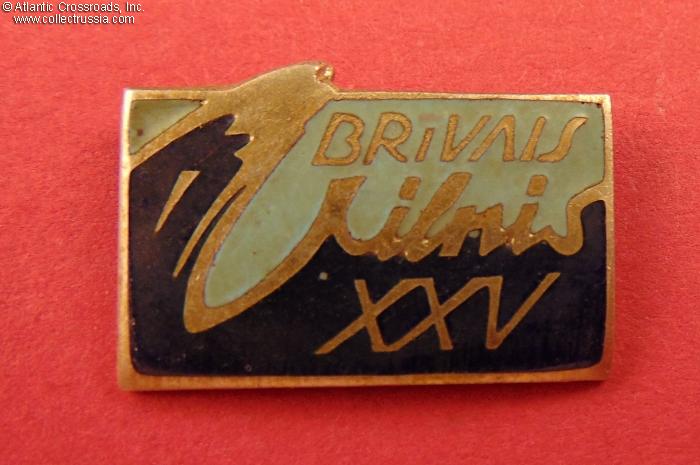 © Atlantic Crossroads, Inc.
www.collectrussia.com
BRiVAIS
Vilnis
XXV